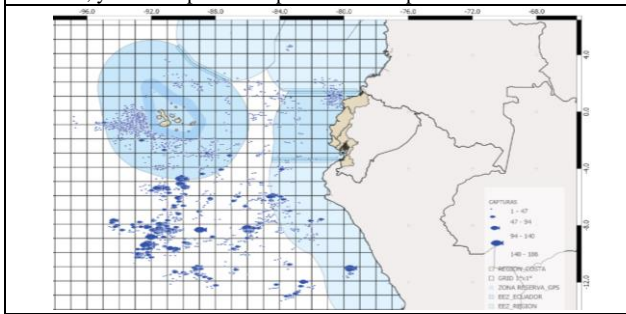 -96.0 -92.0 -88.0 -84.0 -80.0 -76.0 -72.0 -68.0
4.0
0.0
-4.0
-8.0
-12.0
CAPTURAS
1 - 47
47 - 94
94 - 140
140 - 186
REGION_COSTA
GRID 1°x1°
ZONA RESERVA_GPS
EEZ_ECUADOR
EEZ_REGION